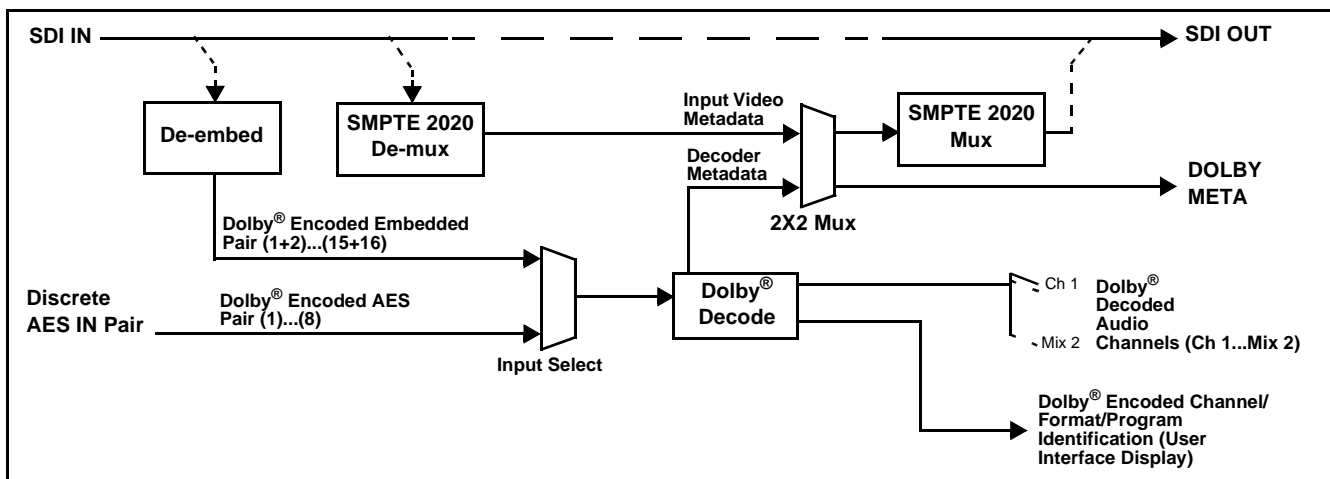 SDI IN
SDI OUT
De-embed
SMPTE 2020
De-mux
Input Video
Metadata
SMPTE 2020
Mux
Decoder
Metadata
DOLBY
META
2X2 Mux
Dolby® Encoded Embedded
Pair (1+2)...(15+16)
Discrete
AES IN Pair
Dolby® Encoded AES
Pair (1)...(8)
Input Select
Dolby®
Decode
Ch 1
Mix 2
Dolby®
Decoded
Audio
Channels (Ch 1...Mix 2)
Dolby® Encoded Channel/
Format/Program
Identification (User
Interface Display)